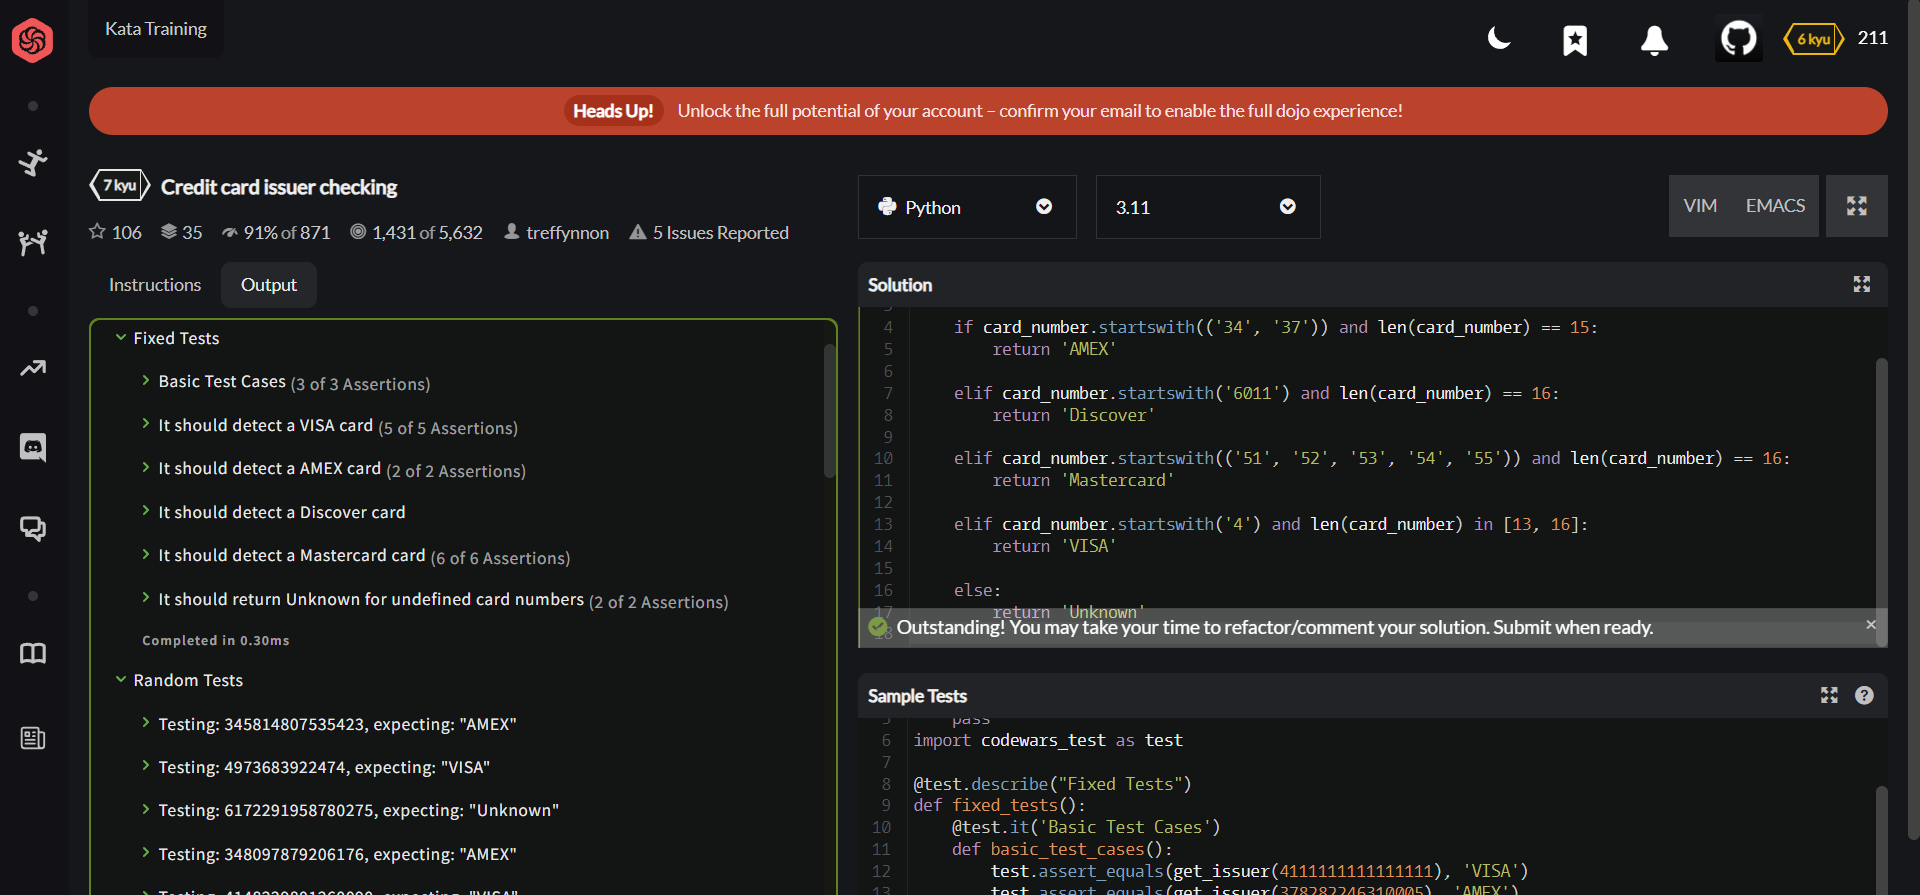 Kata Training
6 kyu 211
Heads Up! Unlock the full potential of your account – confirm your email to enable the full dojo experience!
7 kyu Credit card issuer checking
106 35 91% of 871 1,431 of 5,632 treffynnon 5 Issues Reported
Python
3.11
VIM EMACS
Instructions Output
Fixed Tests
Basic Test Cases (3 of 3 Assertions)
It should detect a VISA card (5 of 5 Assertions)
It should detect a AMEX card (2 of 2 Assertions)
It should detect a Discover card
It should detect a Mastercard card (6 of 6 Assertions)
It should return Unknown for undefined card numbers (2 of 2 Assertions)
Completed in 0.30ms
Random Tests
Testing: 345814807535423, expecting: "AMEX"
Testing: 4973683922474, expecting: "VISA"
Testing: 6172291958780275, expecting: "Unknown"
Testing: 348097879206176, expecting: "AMEX"
Solution
4 if card_number.startswith(('34', '37')) and len(card_number) == 15:
5 return 'AMEX'
6
7 elif card_number.startswith('6011') and len(card_number) == 16:
8 return 'Discover'
9
10 elif card_number.startswith(('51', '52', '53', '54', '55')) and len(card_number) == 16:
11 return 'Mastercard'
12
13 elif card_number.startswith('4') and len(card_number) in [13, 16]:
14 return 'VISA'
15
16 else:
17 return 'Unknown'
18
Outstanding! You may take your time to refactor/comment your solution. Submit when ready.
Sample Tests
5 pass
6 import codewars_test as test
7
8 @test.describe("Fixed Tests")
9 def fixed_tests():
10 @test.it('Basic Test Cases')
11 def basic_test_cases():
12 test.assert_equals(get_issuer(4111111111111111), 'VISA')
13 test.assert_equals(get_issuer(378282246310005), 'AMEX')